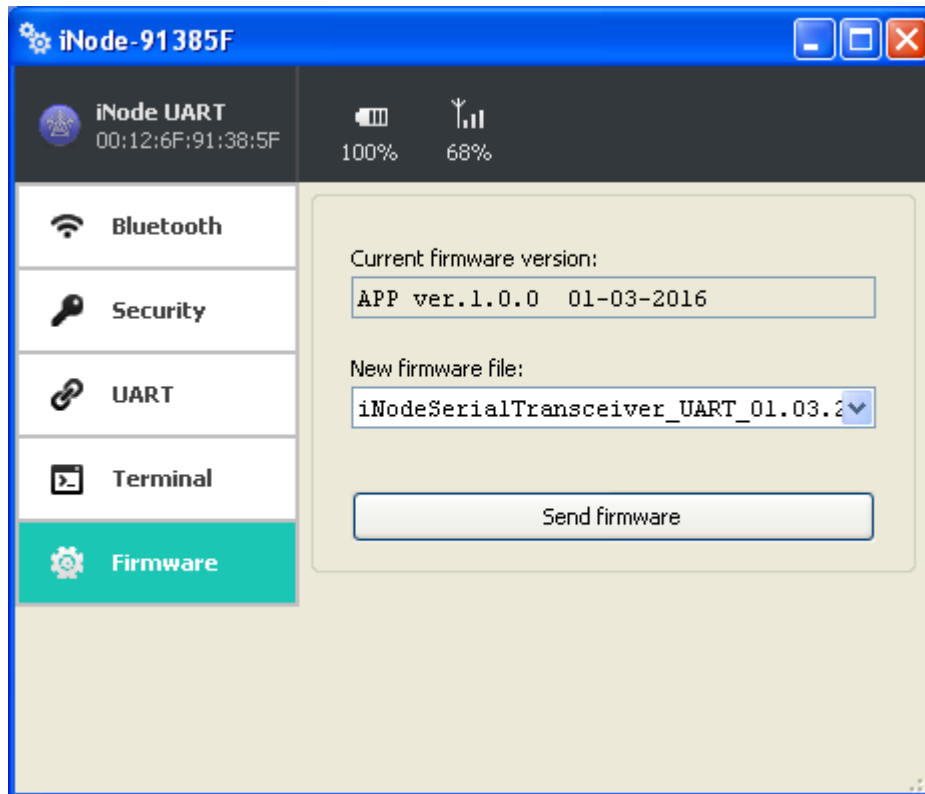 iNode-91385F
iNode UART
00:12:6F:91:38:5F
100%
68%
Bluetooth
Security
UART
Terminal
Firmware
Current firmware version:
APP ver.1.0.0  01-03-2016
New firmware file:
iNodeSerialTransceiver_UART_01.03.2
Send firmware